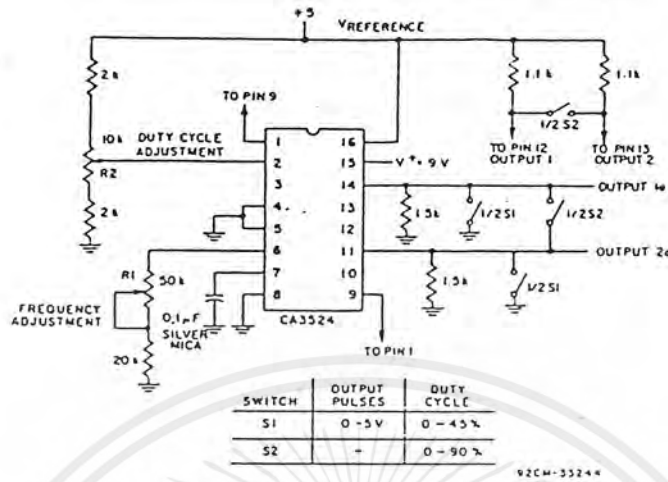 +5
VREFERENCE
2k
1.1k
1.1k
TO PIN 9
1/2 S2
10k
DUTY CYCLE
ADJUSTMENT
R2
2k
1
2
3
4
5
6
7
8
16
15
14
13
12
11
10
9
CA3524
V+ = 9V
TO PIN 12
OUTPUT 1
TO PIN 13
OUTPUT 2
OUTPUT 1a
1.5k
1/2 S1
1/2 S2
OUTPUT 2a
1.5k
1/2 S1
R1
50k
FREQUENCY
ADJUSTMENT
20k
SILVER
MICA
TO PIN 1
SWITCH
OUTPUT
PULSES
DUTY
CYCLE
S1
0-5V
0-45%
S2
0-90%
92CM-33244